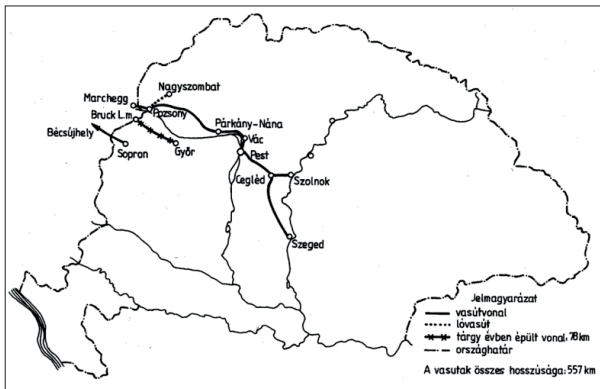 Nagyszombat
Marchegg
Pozsony
Bruck L.m
Bécsújhely
Sopron
Győr
Párkány-Nána
Vác
Pest
Cegléd
Szolnok
Szeged
Jelmagyarázat
vasútvonal
lóvasút
tárgy évben épült vonal, 78 km
országhatár
A vasutak összes hosszúsága: 557 km